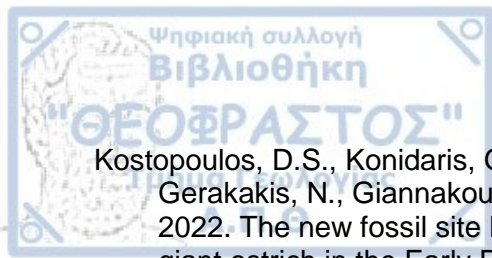 Ψηφιακή συλλογή
Βιβλιοθήκη
"ΘΕΟΦΡΑΣΤΟΣ"
Kostopoulos, D.S., Konidaris,
Gerakakis, N., Giannakou
2022. The new fossil site
giant ostrich in the Early